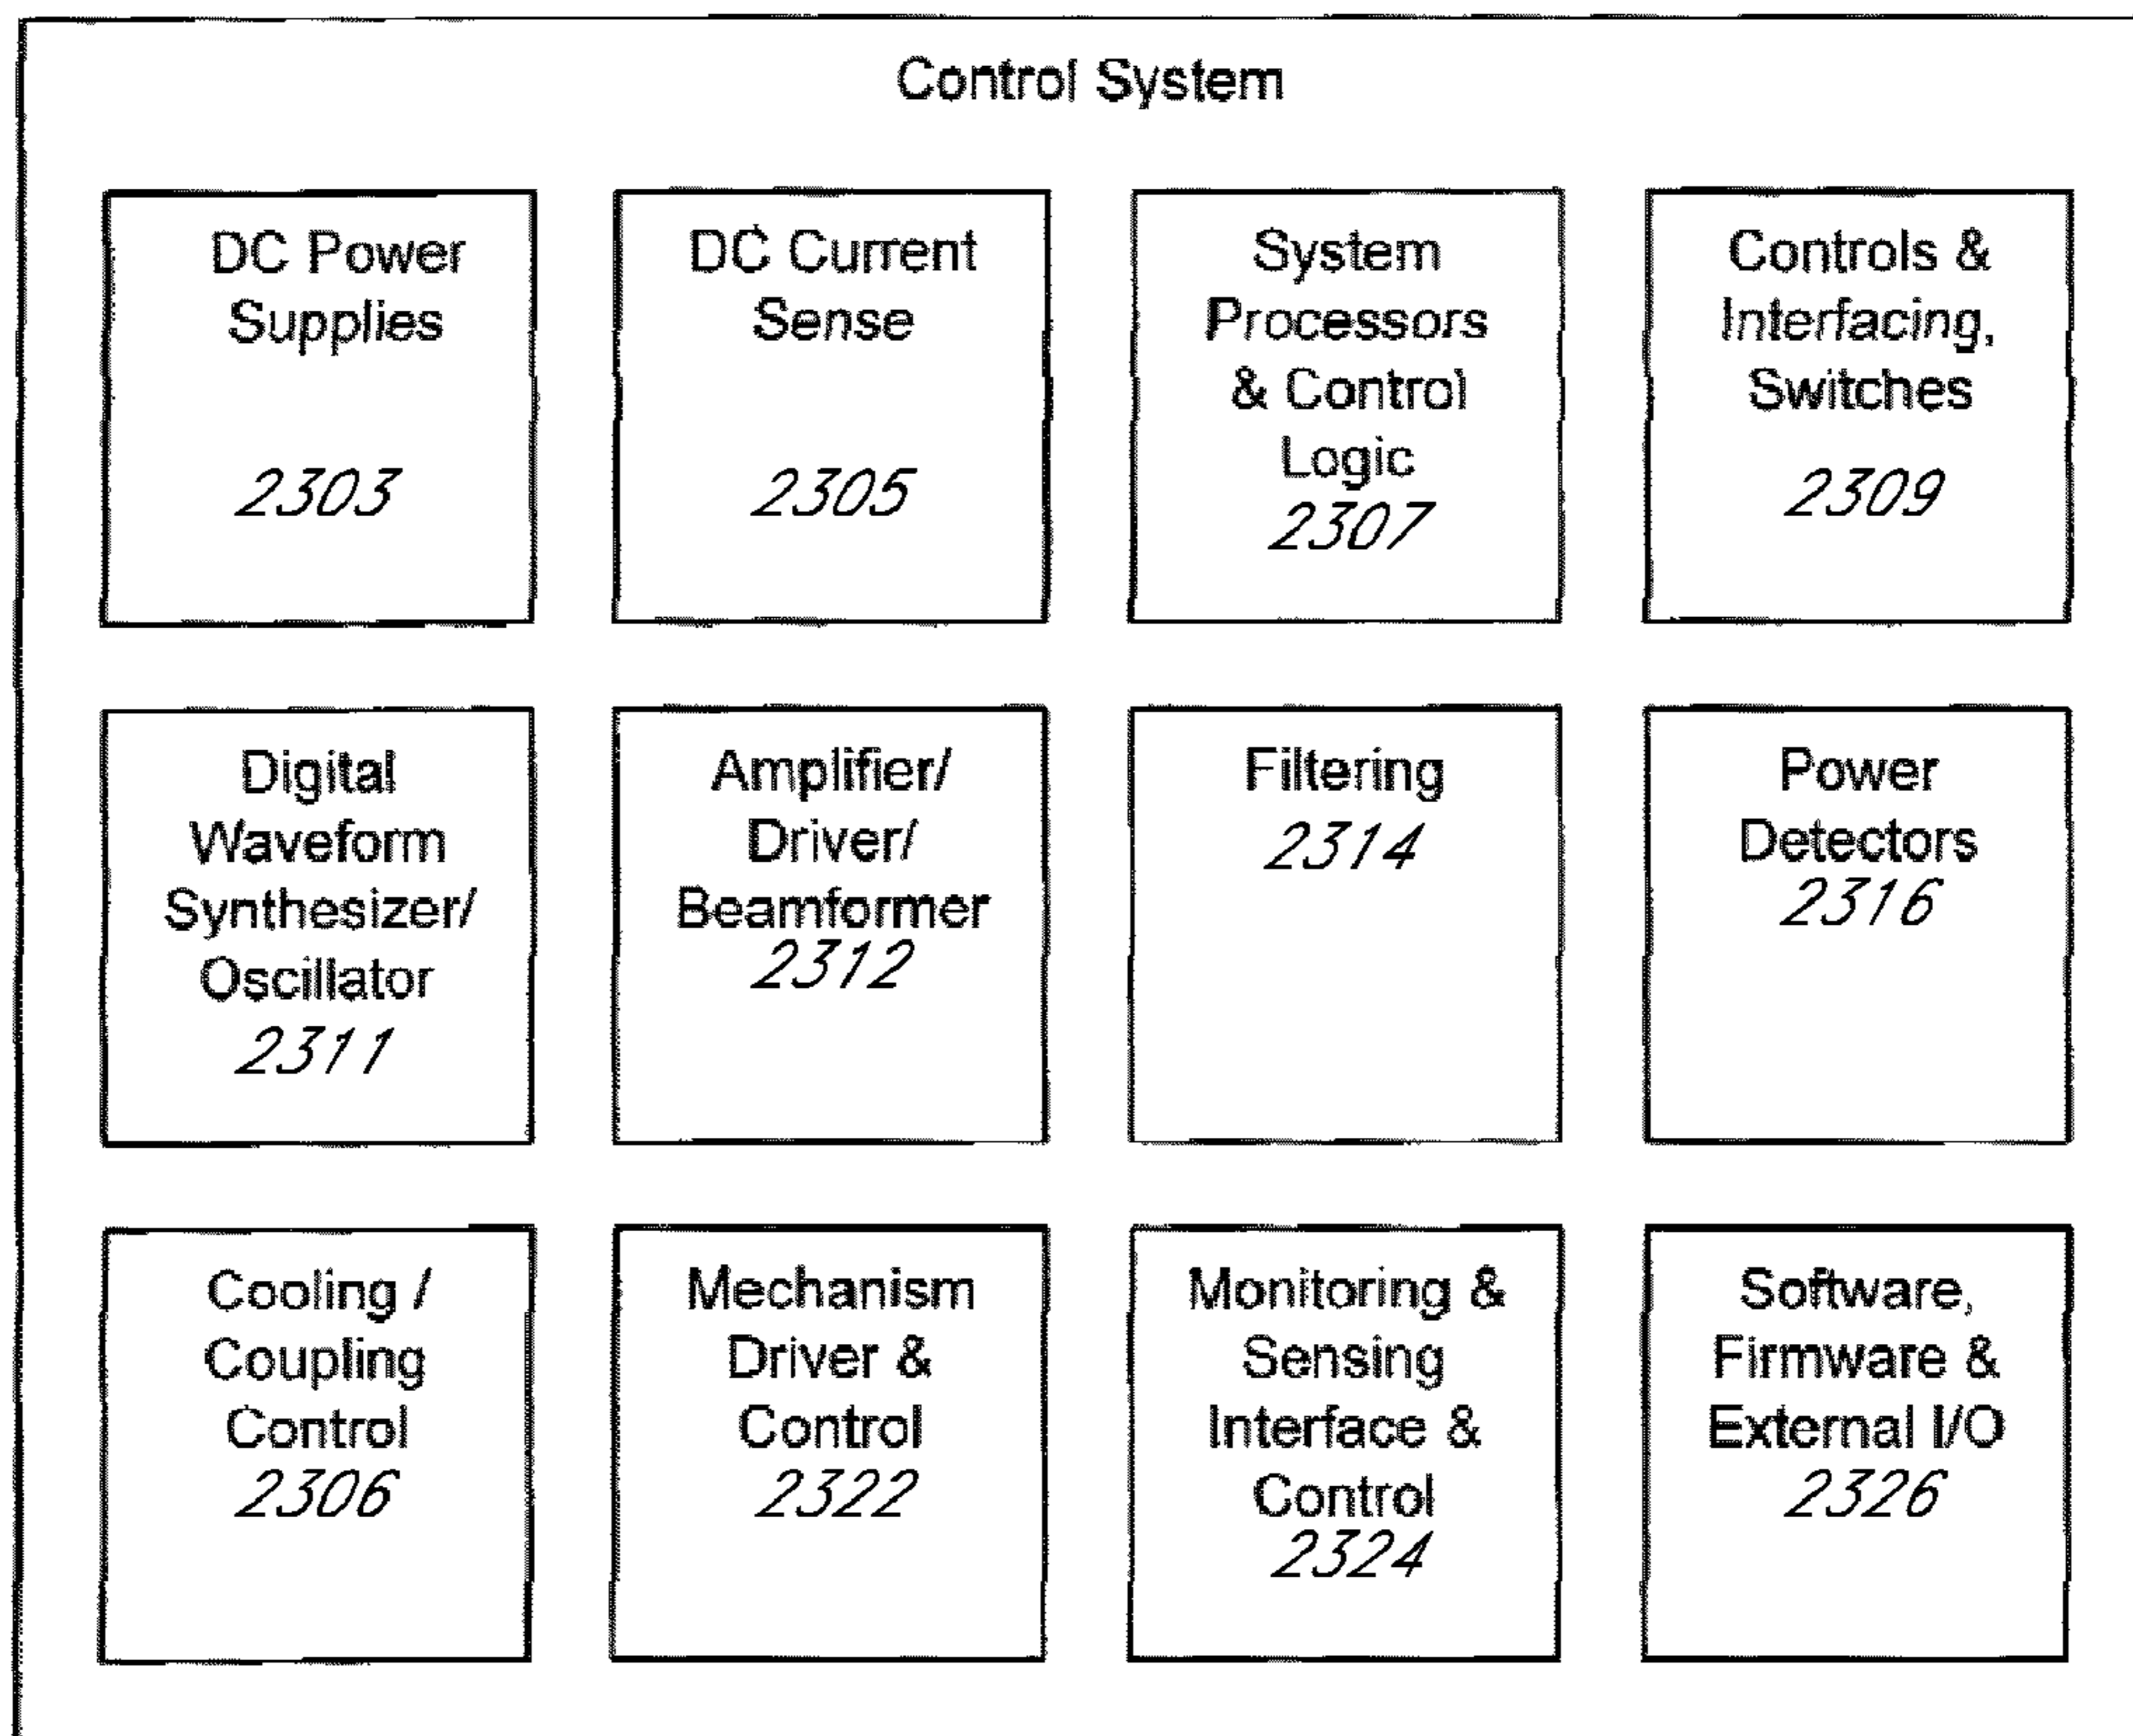 Control System
DC Power
Supplies
2303
DC Current
Sense
2305
System
Processors
& Control
Logic
2307
Controls &
Interfacing,
Switches
2309
Digital
Waveform
Synthesizer/
Oscillator
2311
Amplifier/
Driver/
Beamformer
2312
Filtering
2314
Power
Detectors
2316
Cooling /
Coupling
Control
2306
Mechanism
Driver &
Control
2322
Monitoring &
Sensing
Interface &
Control
2324
Software,
Firmware &
External I/O
2326